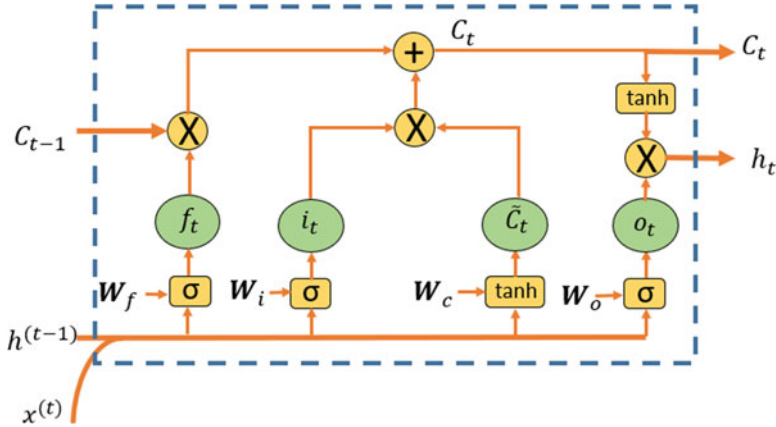 C_t C_t
tanh
C_{t-1} X X X h_t
+
f_t i_t C̃_t o_t
W_f σ W_i σ W_c tanh W_o σ
h^{(t-1)}
x^{(t)}